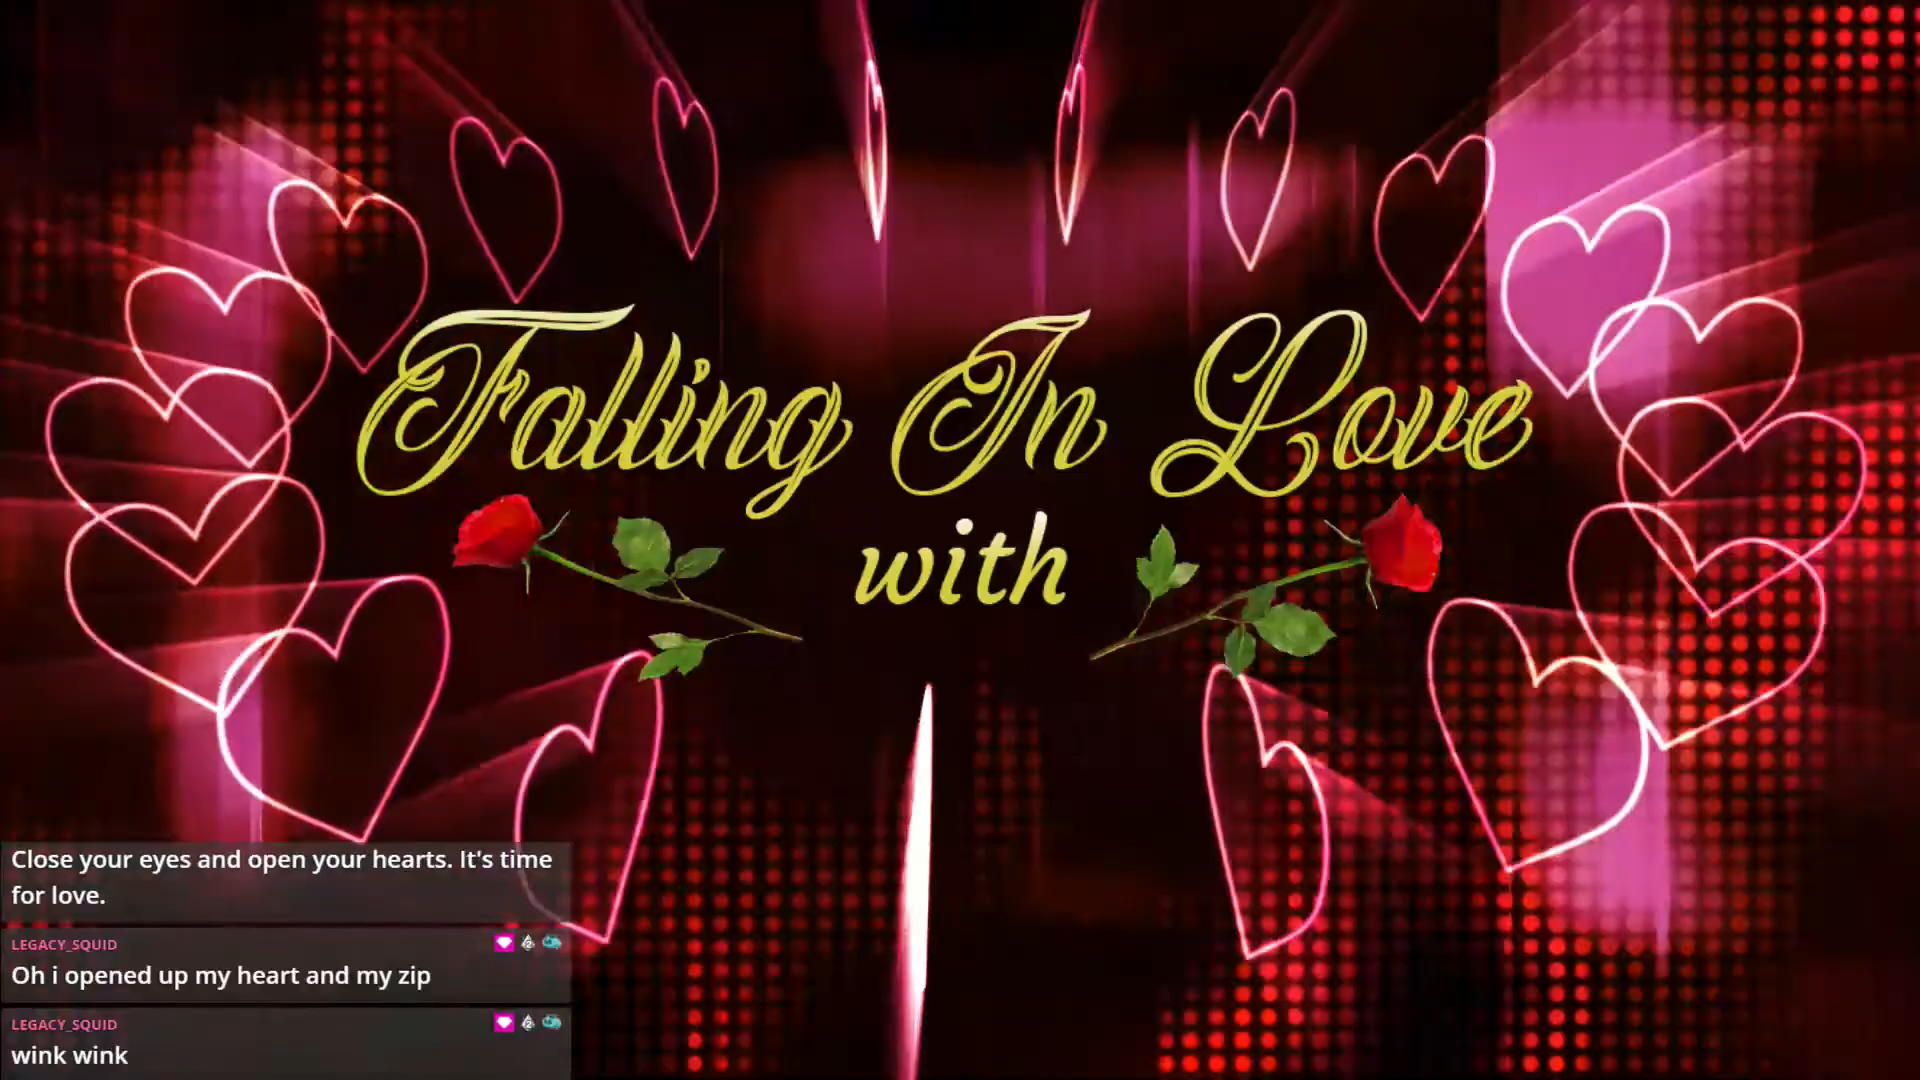 Falling In Love
with
Close your eyes and open your hearts. It's time
for love.
LEGACY_SQUID
Oh i opened up my heart and my zip
LEGACY_SQUID
wink wink